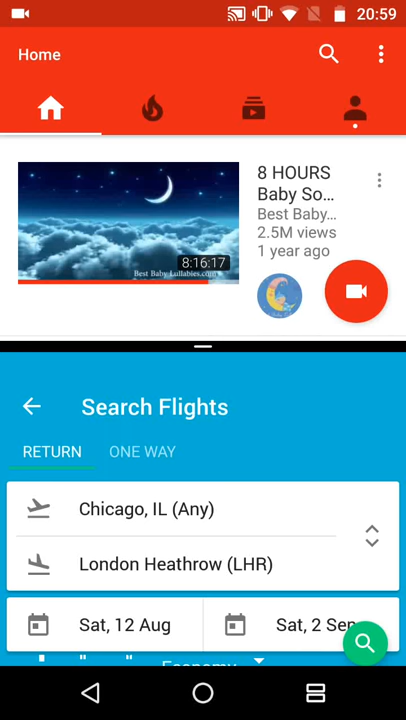 20:59
Home
8 HOURS
Baby So...
Best Baby...
2.5M views
1 year ago
8:16:17
Best Baby Lullabies.com
Search Flights
RETURN
ONE WAY
Chicago, IL (Any)
London Heathrow (LHR)
Sat, 12 Aug
Sat, 2 Sep
Economy